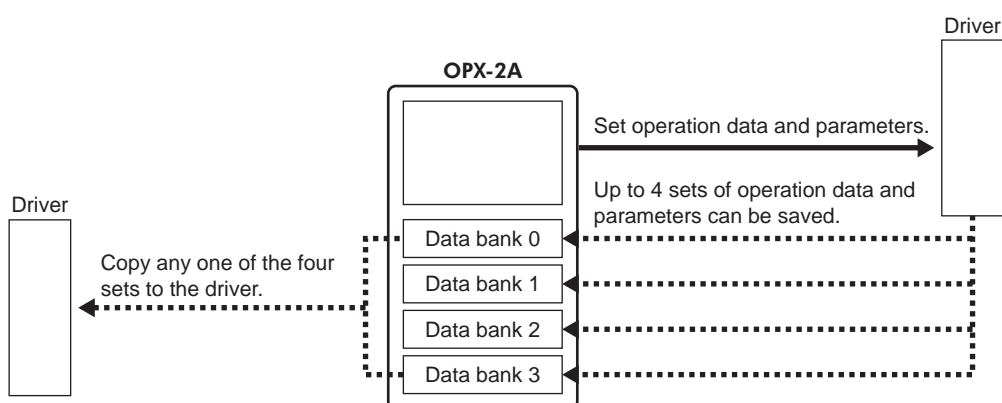 Driver
OPX-2A
Set operation data and parameters.
Up to 4 sets of operation data and
parameters can be saved.
Driver
Data bank 0
Copy any one of the four
sets to the driver.
Data bank 1
Data bank 2
Data bank 3